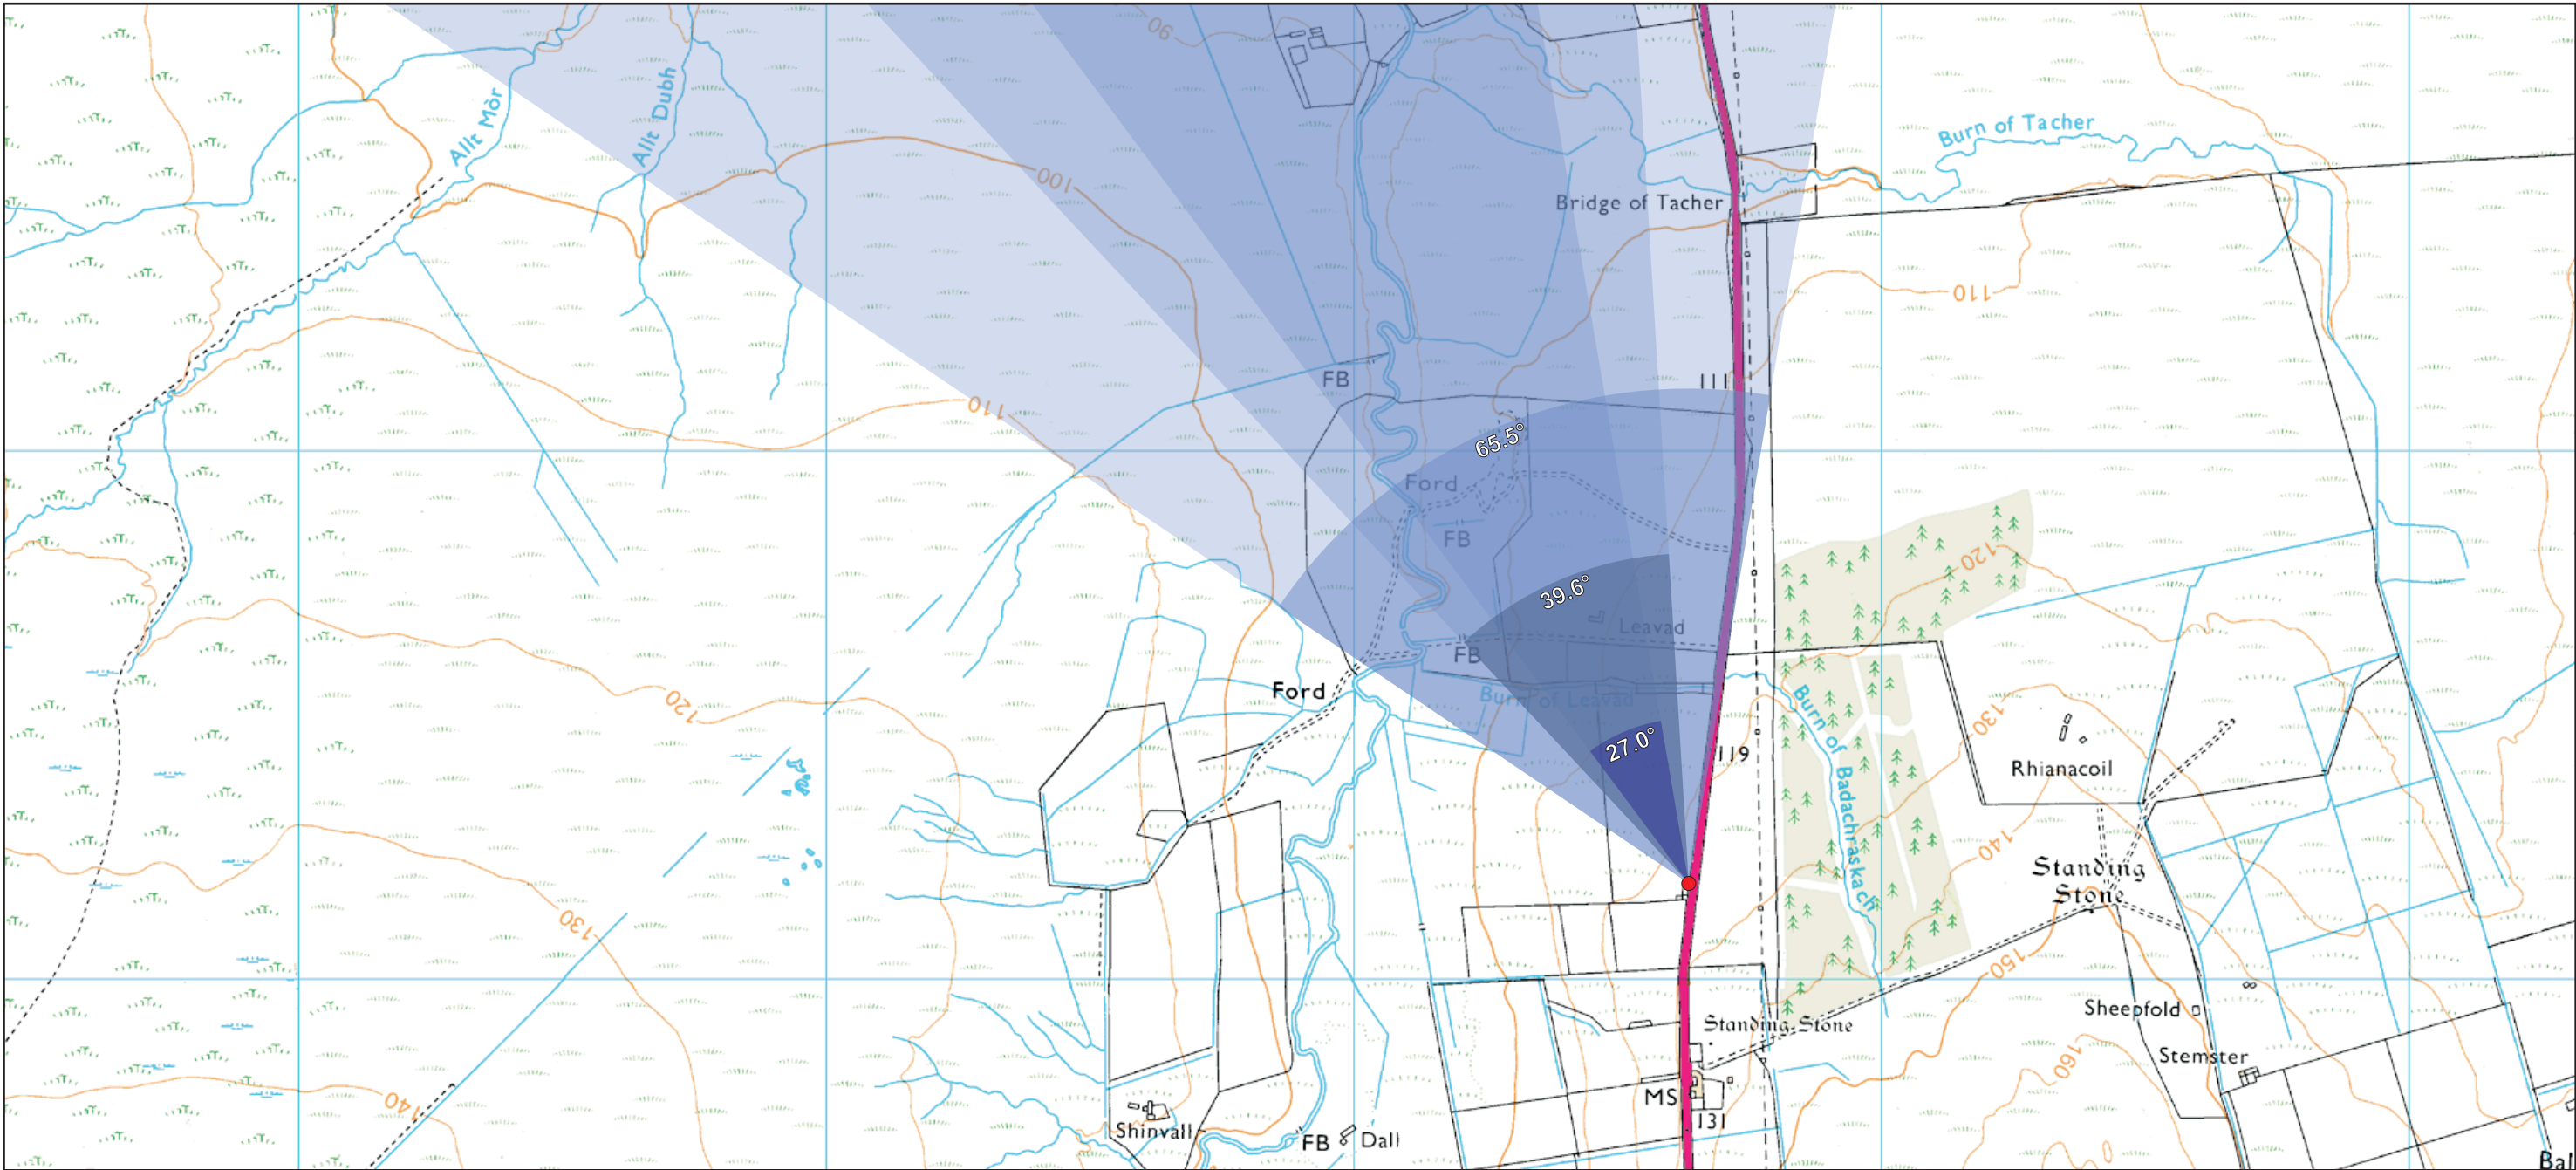 90
Allt Mòr
Allt Dubh
Burn of Tacher
100
Bridge of Tacher
110
FB
111
110
65.5°
Ford
FB
120
39.6°
Leavad
FB
Ford
Burn of Leavad
120
130
27.0°
119
Burn of Badachraskach
Rhianacoil
140
Standing
Stone
130
150
Sheepfold
Standing Stone
Stemster
160
140
MS
131
Shinvall
FB
Dall
Bal